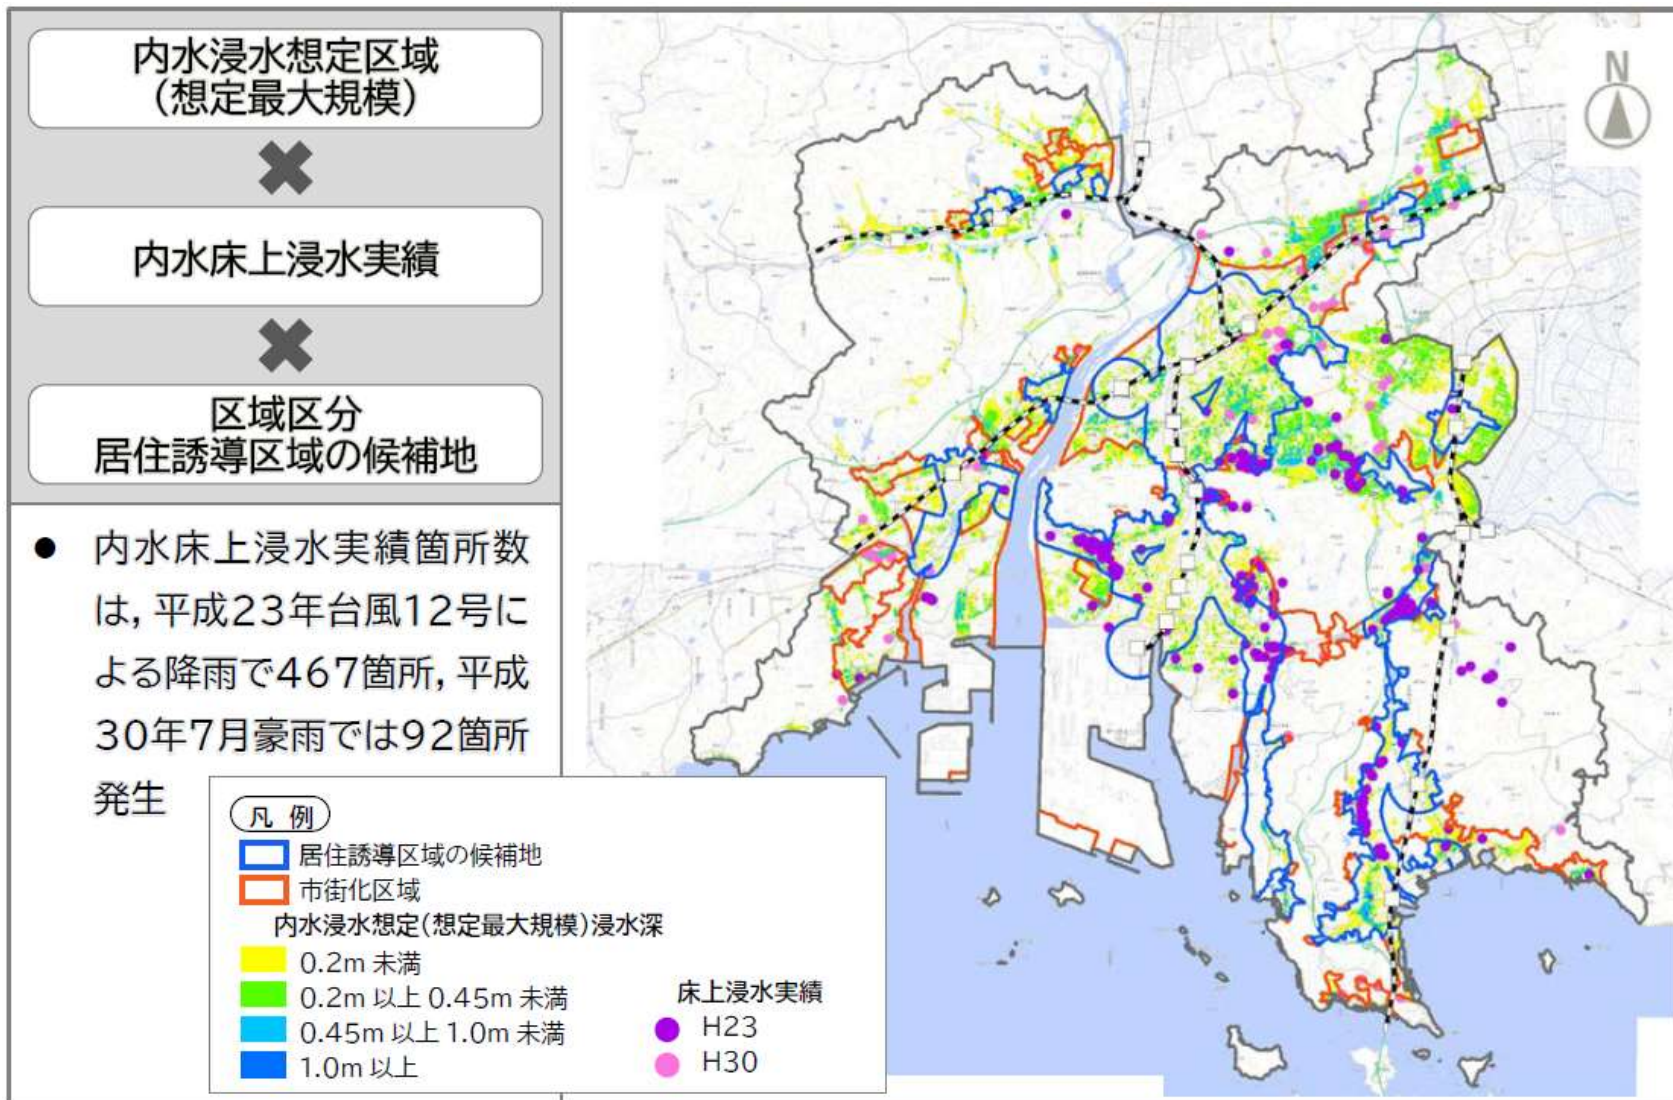 内水浸水想定区域
(想定最大規模)
内水床上浸水実績
区域区分
居住誘導区域の候補地
● 内水床上浸水実績箇所数
は,平成23年台風12号に
よる降雨で467箇所,平成
30年7月豪雨では92箇所
発生
凡 例
居住誘導区域の候補地
市街化区域
内水浸水想定(想定最大規模)浸水深
0.2m 未満
0.2m 以上 0.45m 未満
0.45m 以上 1.0m 未満
1.0m 以上
床上浸水実績
H23
H30
N